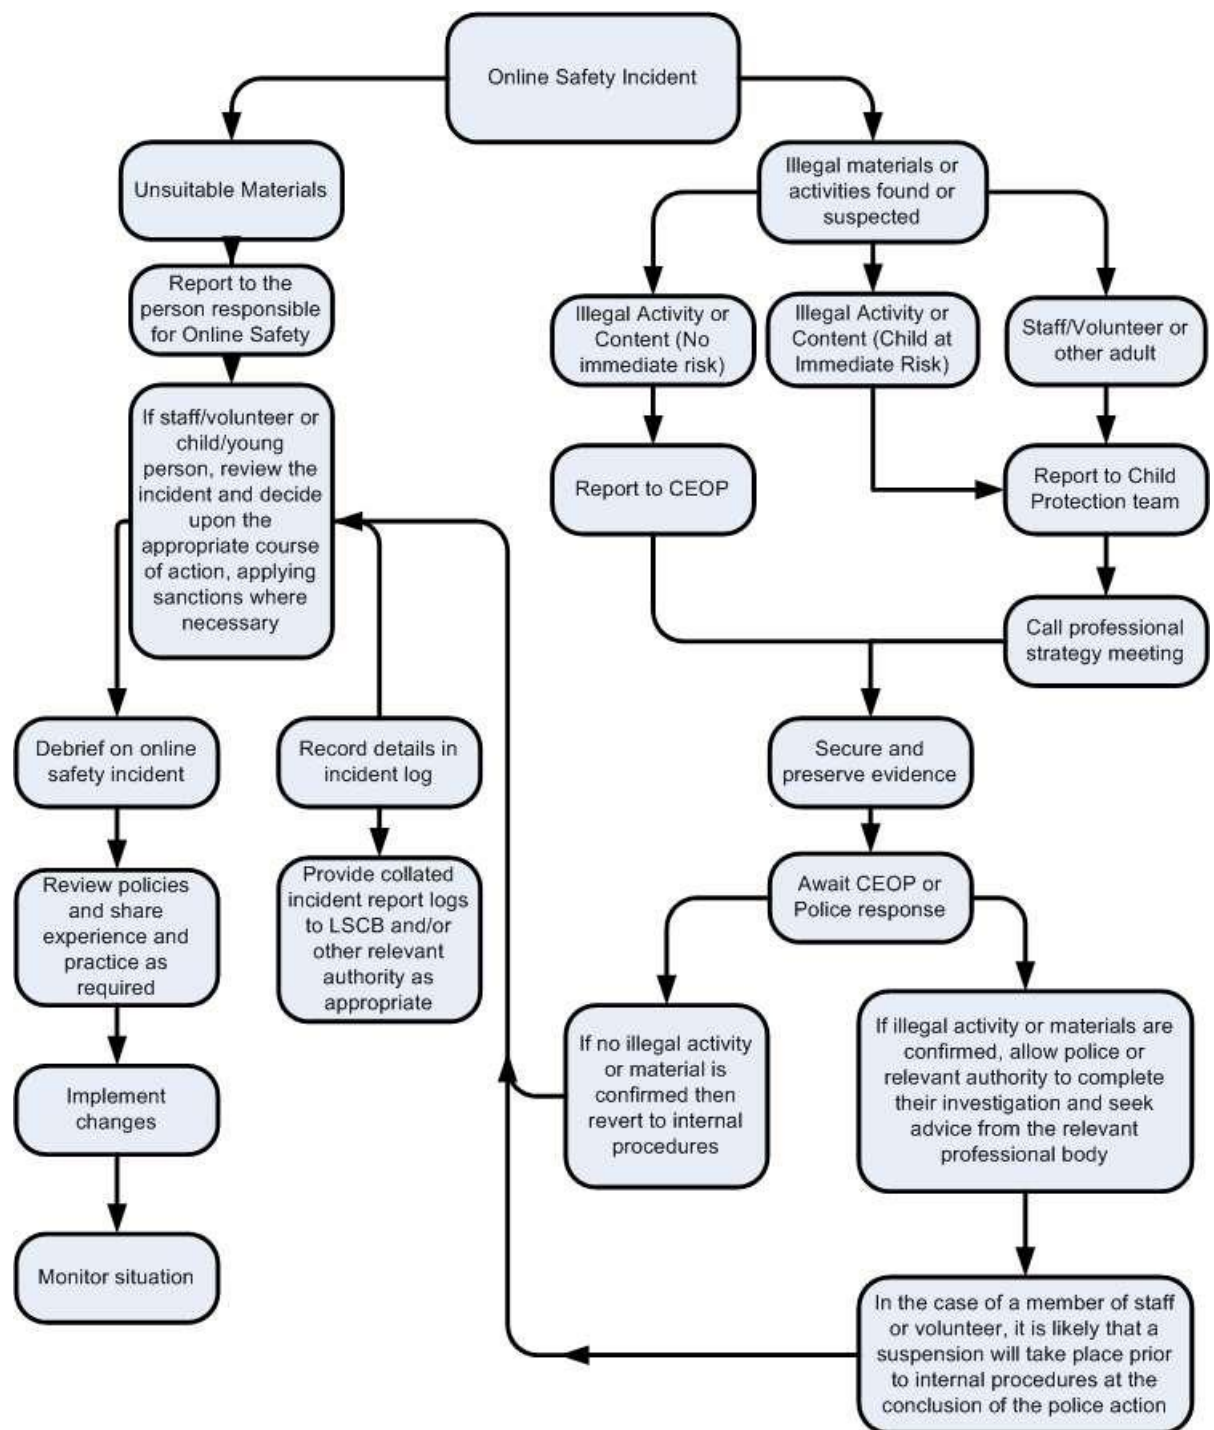 Online Safety Incident
Unsuitable Materials
Report to the
person responsible
for Online Safety
If staff/volunteer or
child/young
person, review the
incident and decide
upon the
appropriate course
of action, applying
sanctions where
necessary
Debrief on online
safety incident
Review policies
and share
experience and
practice as
required
Implement
changes
Monitor situation
Record details in
incident log
Provide collated
incident report logs
to LSCB and/or
other relevant
authority as
appropriate
Illegal materials or
activities found or
suspected
Illegal Activity or
Content (No
immediate risk)
Illegal Activity or
Content (Child at
Immediate Risk)
Staff/Volunteer or
other adult
Report to CEOP
Report to Child
Protection team
Call professional
strategy meeting
Secure and
preserve evidence
Await CEOP or
Police response
If no illegal activity
or material is
confirmed then
revert to internal
procedures
If illegal activity or materials are
confirmed, allow police or
relevant authority to complete
their investigation and seek
advice from the relevant
professional body
In the case of a member of staff
or volunteer, it is likely that a
suspension will take place prior
to internal procedures at the
conclusion of the police action